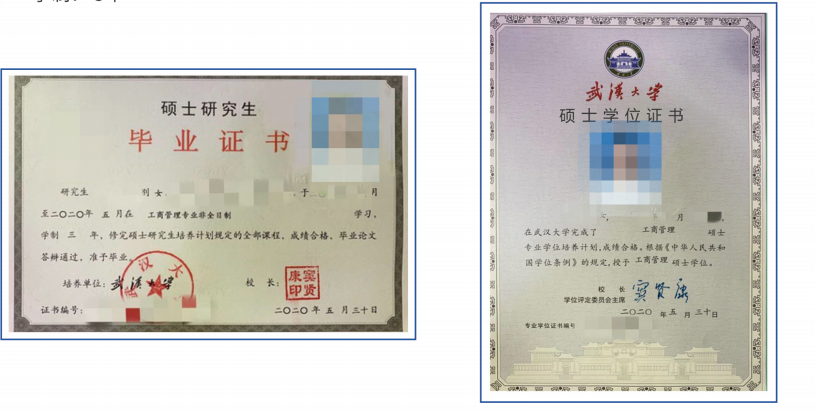 硕士研究生
毕业证书
研究生 刘 女 于 月
至二〇二〇年 五 月在 工商管理专业非全日制 学习，
学制 三 年，修完硕士研究生培养计划规定的全部课程，成绩合格，毕业论文
答辩通过，准予毕业。
培养单位：武汉大学 校 长：
窦贤康印
证书编号： 二〇二〇 年 五 月 三十 日
武汉大学
硕士学位证书
月
在武汉大学完成了 工商管理 硕士
专业学位培养计划，成绩合格。根据《中华人民共和
国学位条例》的规定，授予 工商管理 硕士学位。
校 长
学位评定委员会主席 窦贤康
二〇二〇 年 五 月 三十 日
专业学位证书编号